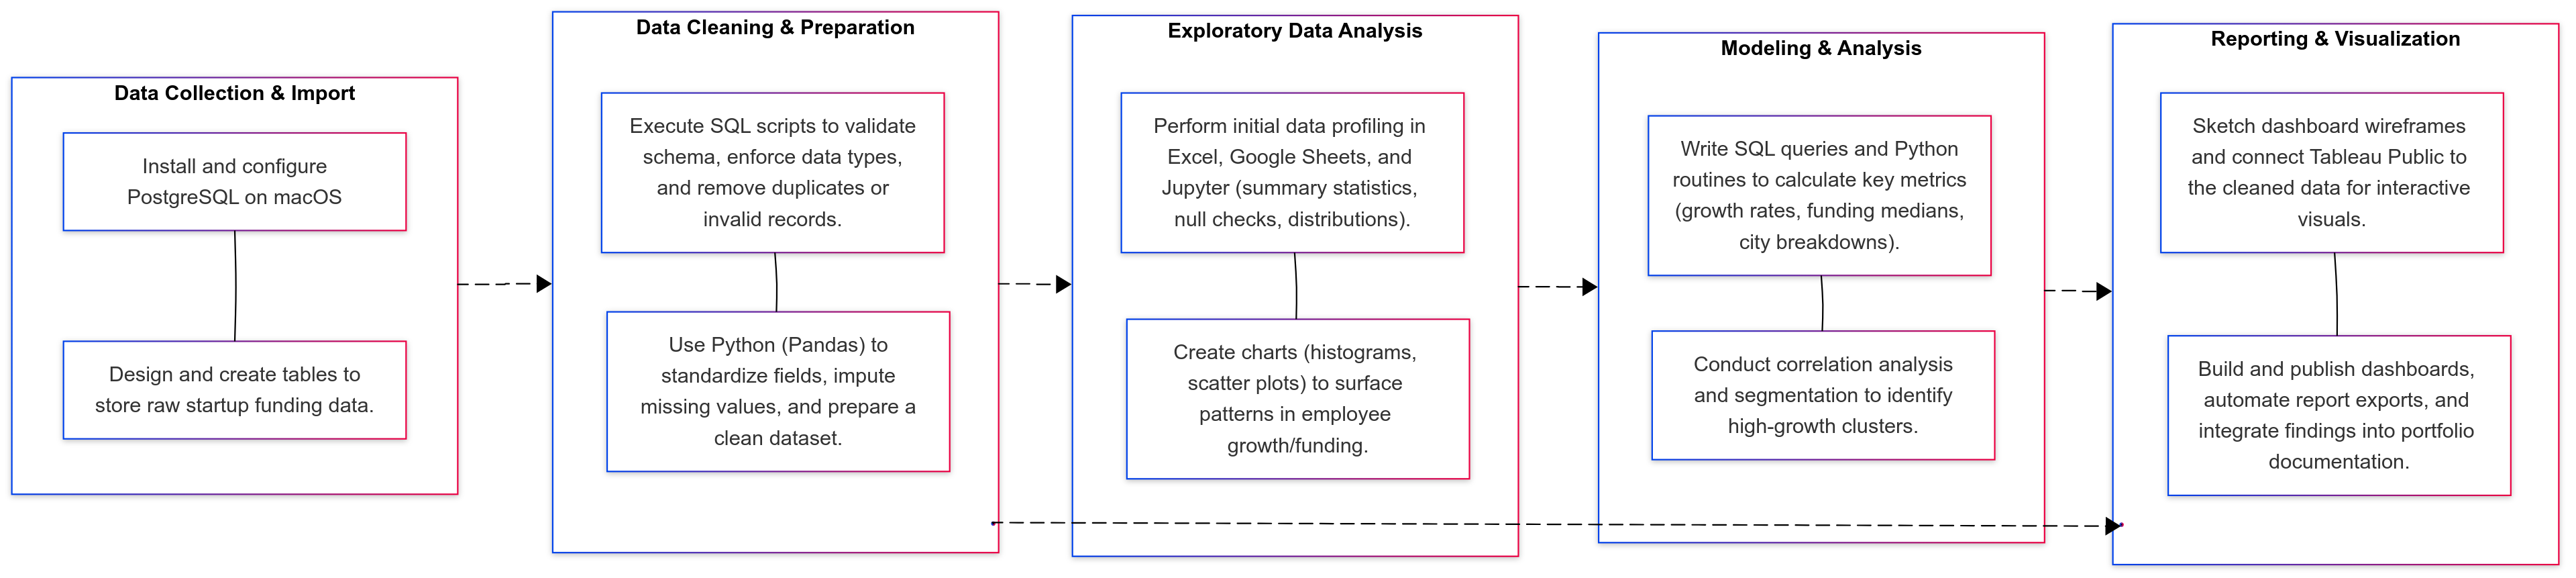 Data Collection & Import
Install and configure
PostgreSQL on macOS
Design and create tables to
store raw startup funding data.
Data Cleaning & Preparation
Execute SQL scripts to validate
schema, enforce data types,
and remove duplicates or
invalid records.
Use Python (Pandas) to
standardize fields, impute
missing values, and prepare a
clean dataset.
Exploratory Data Analysis
Perform initial data profiling in
Excel, Google Sheets, and
Jupyter (summary statistics,
null checks, distributions).
Create charts (histograms,
scatter plots) to surface
patterns in employee
growth/funding.
Modeling & Analysis
Write SQL queries and Python
routines to calculate key metrics
(growth rates, funding medians,
city breakdowns).
Conduct correlation analysis
and segmentation to identify
high-growth clusters.
Reporting & Visualization
Sketch dashboard wireframes
and connect Tableau Public to
the cleaned data for interactive
visuals.
Build and publish dashboards,
automate report exports, and
integrate findings into portfolio
documentation.